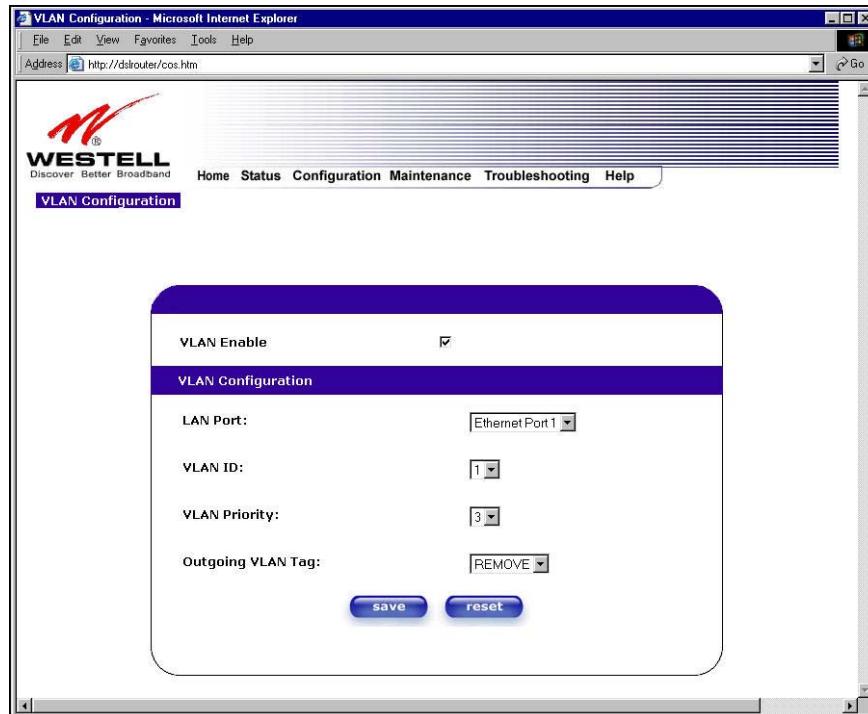 VLAN Configuration - Microsoft Internet Explorer
File Edit View Favorites Tools Help
Address http://dslrouter/cos.htm Go
WESTELL
Discover Better Broadband
Home Status Configuration Maintenance Troubleshooting Help
VLAN Configuration
VLAN Enable
VLAN Configuration
LAN Port: Ethernet Port 1
VLAN ID: 1
VLAN Priority: 3
Outgoing VLAN Tag: REMOVE
save reset